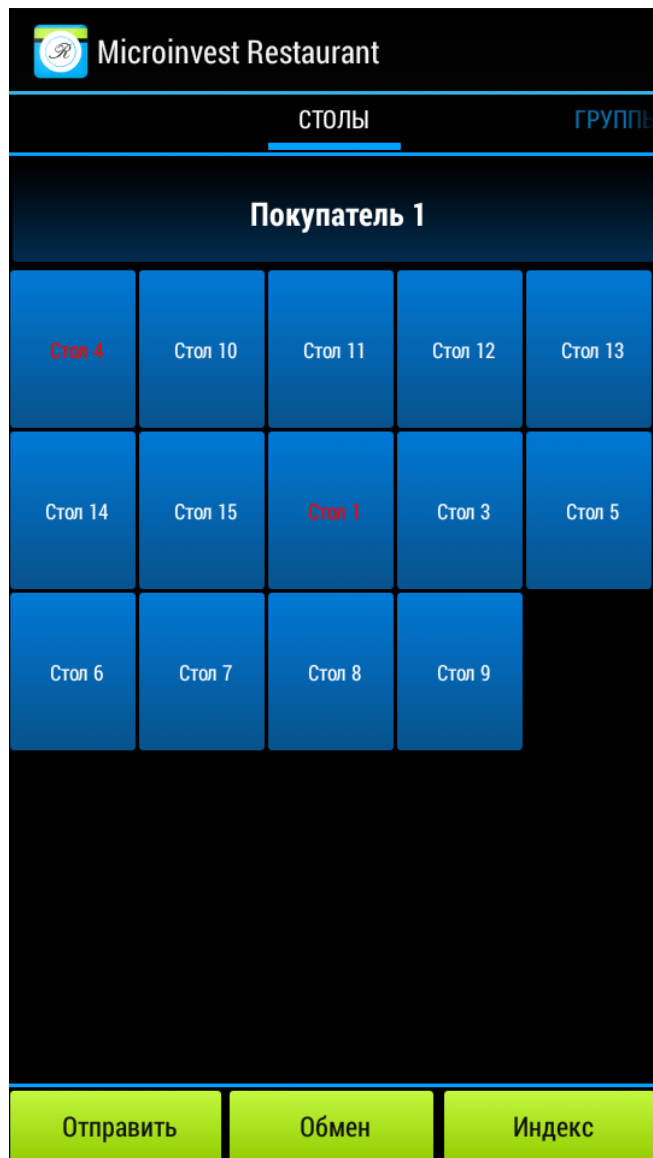 Microinvest Restaurant
СТОЛЫ ГРУППЬ
Покупатель 1
Стол 4 Стол 10 Стол 11 Стол 12 Стол 13
Стол 14 Стол 15 Стол 1 Стол 3 Стол 5
Стол 6 Стол 7 Стол 8 Стол 9
Отправить Обмен Индекс